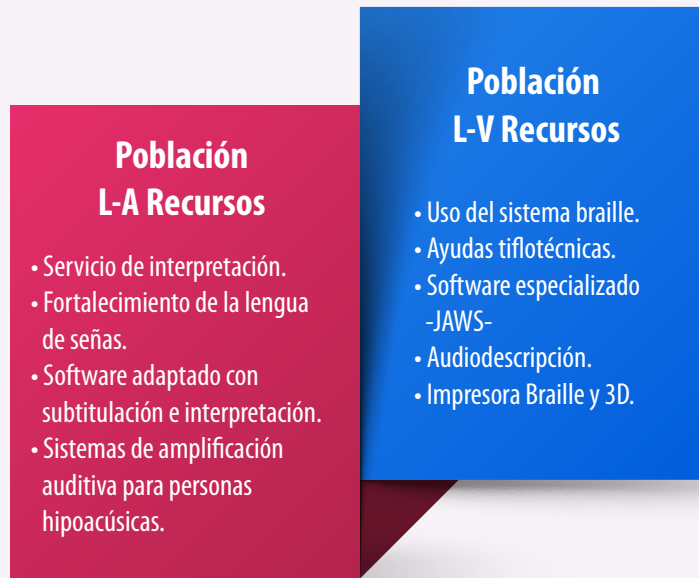 Población
L-A Recursos
• Servicio de interpretación.
• Fortalecimiento de la lengua
de señas.
• Software adaptado con
subtitulación e interpretación.
• Sistemas de amplificación
auditiva para personas
hipoacúsicas.
Población
L-V Recursos
• Uso del sistema braille.
• Ayudas tiflotécnicas.
• Software especializado
-JAWS-
• Audiodescripción.
• Impresora Braille y 3D.